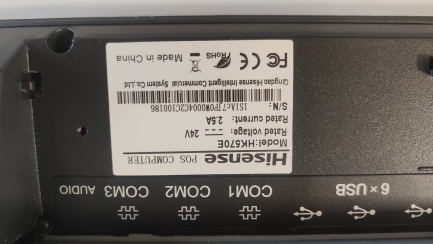 6 × USB COM1 COM2 COM3 AUDIO
Hisense POS COMPUTER
Model:HK570E
Rated voltage: 24V
Rated current: 2.5A
S/N:
Qingdao Hisense Intelligent Commercial System Co.,Ltd
FC CE RoHS Made in China